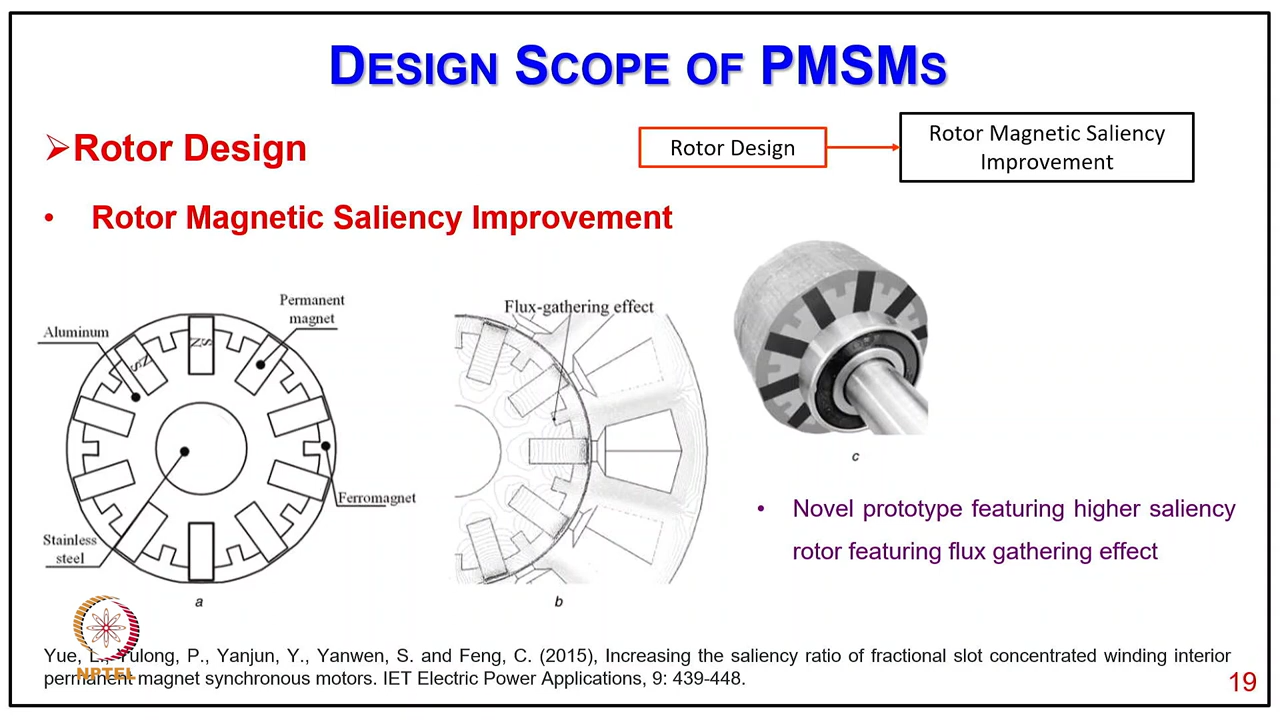 DESIGN SCOPE OF PMSMS
➢Rotor Design
Rotor Design
Rotor Magnetic Saliency
Improvement
• Rotor Magnetic Saliency Improvement
Permanent
magnet
Aluminum
N
S
S
N
Ferromagnet
Stainless
steel
a
Flux-gathering effect
b
c
• Novel prototype featuring higher saliency
rotor featuring flux gathering effect
Yue, P., Yanjun, Y., Yanwen, S. and Feng, C. (2015), Increasing the saliency ratio of fractional slot concentrated winding interior
permanent magnet synchronous motors. IET Electric Power Applications, 9: 439-448.
NPTEL
19